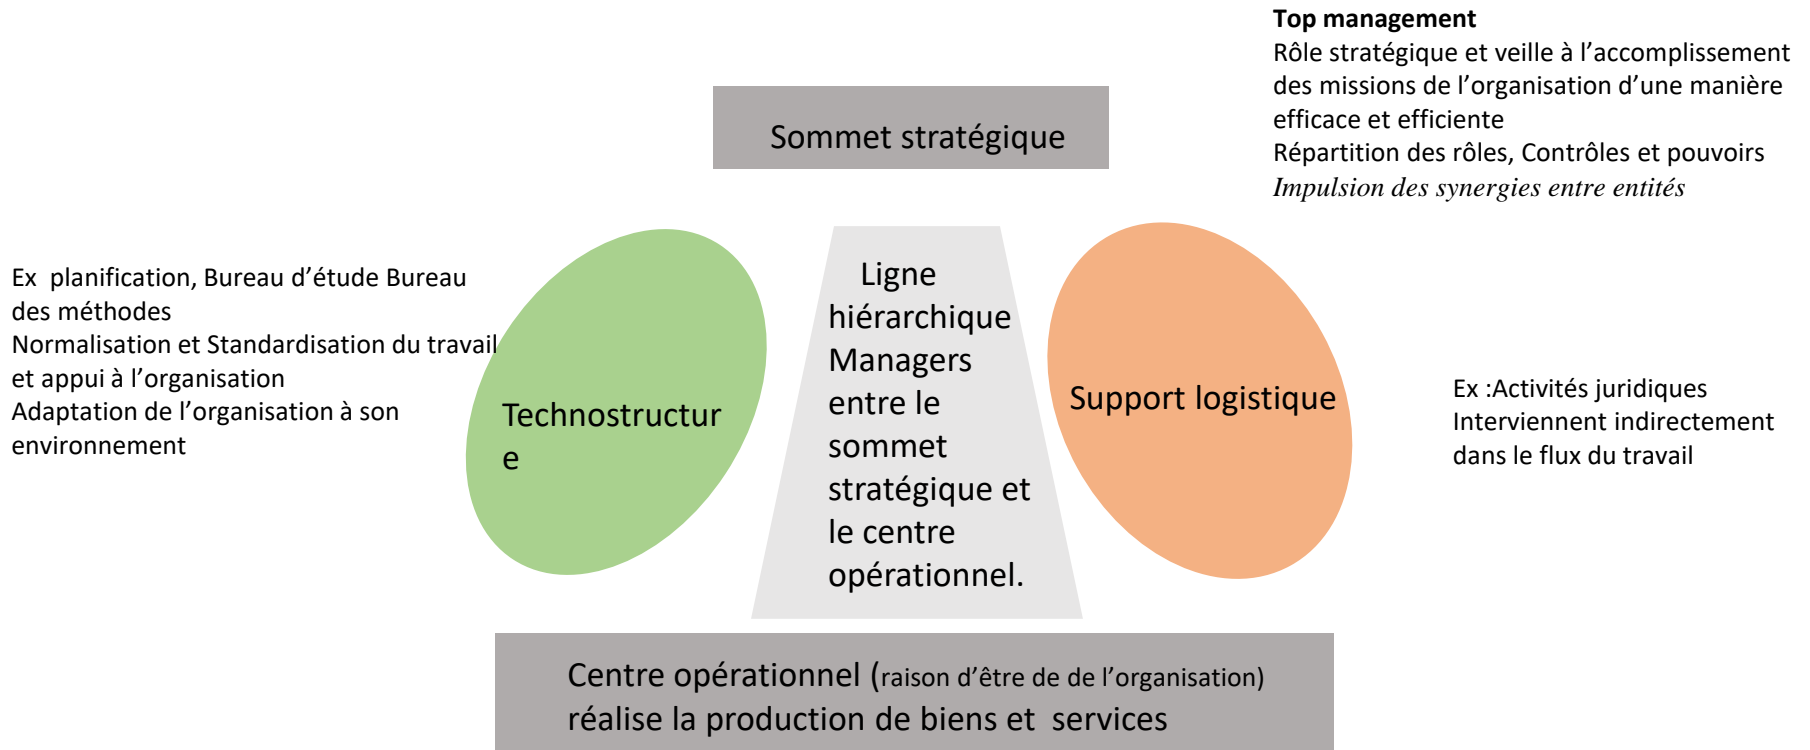 Top management
Rôle stratégique et veille à l’accomplissement
des missions de l’organisation d’une manière
efficace et efficiente
Répartition des rôles, Contrôles et pouvoirs
Impulsion des synergies entre entités
Sommet stratégique
Ex planification, Bureau d’étude Bureau
des méthodes
Normalisation et Standardisation du travail
et appui à l’organisation
Adaptation de l’organisation à son
environnement
Technostructur
e
Ligne
hiérarchique
Managers
entre le
sommet
stratégique et
le centre
opérationnel.
Support logistique
Ex :Activités juridiques
Interviennent indirectement
dans le flux du travail
Centre opérationnel (raison d’être de de l’organisation)
réalise la production de biens et services